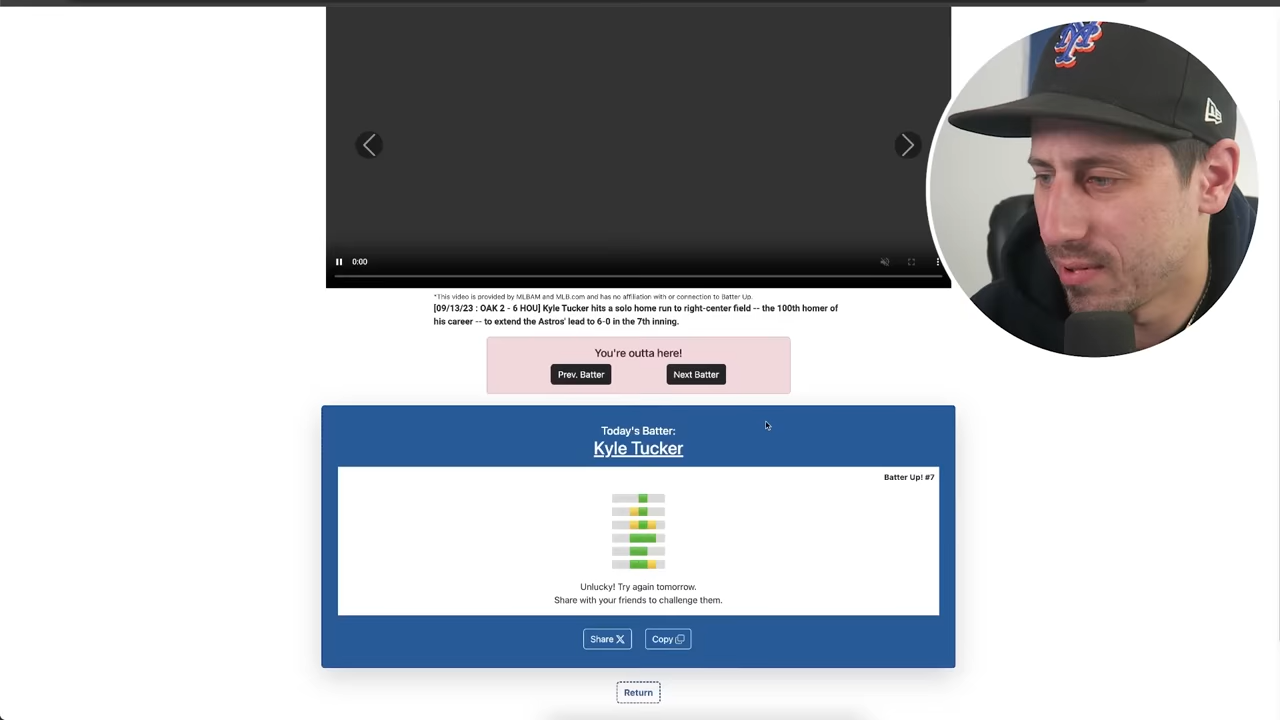 0:00
*This video is provided by MLBAM and MLB.com and has no affiliation with or connection to Batter Up.
[09/13/23 : OAK 2 - 6 HOU] Kyle Tucker hits a solo home run to right-center field -- the 100th homer of
his career -- to extend the Astros' lead to 6-0 in the 7th inning.
You're outta here!
Prev. Batter
Next Batter
Today's Batter:
Kyle Tucker
Batter Up! #7
Unlucky! Try again tomorrow.
Share with your friends to challenge them.
Share X
Copy
Return